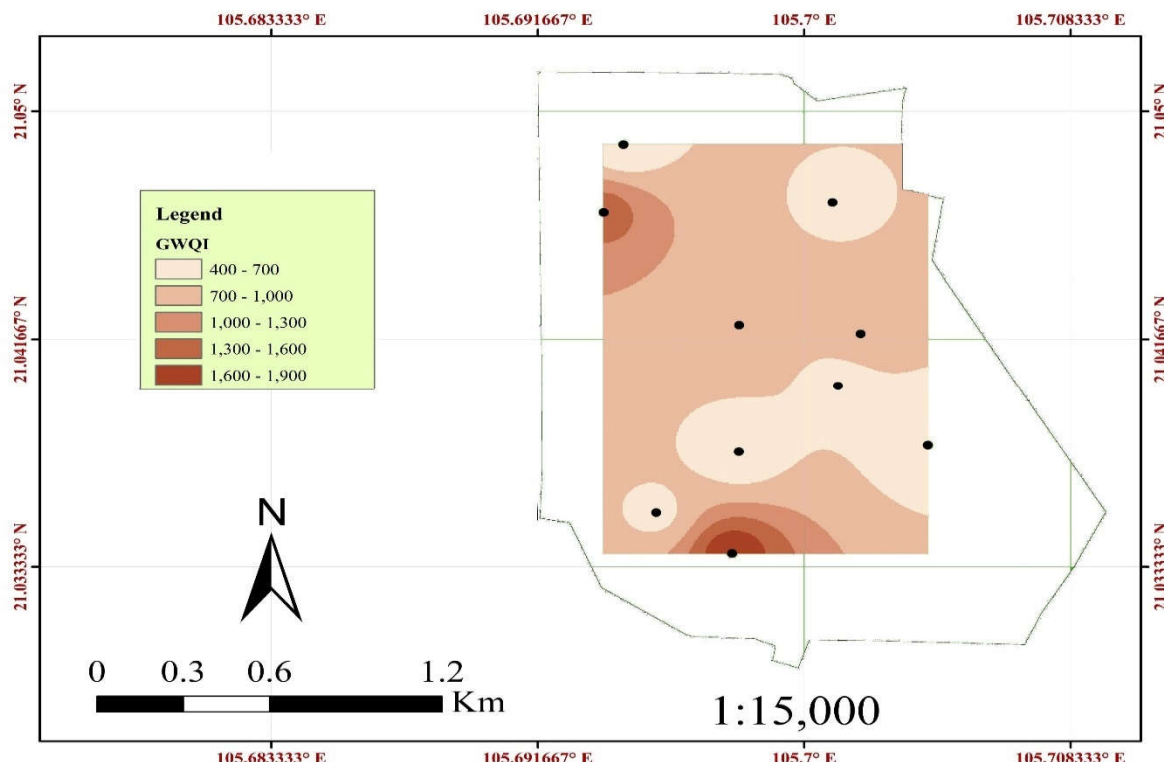 105.683333° E 105.691667° E 105.7° E 105.708333° E
21.05° N 21.05° N
Legend
GWQI
400 - 700
700 - 1,000
1,000 - 1,300
1,300 - 1,600
1,600 - 1,900
21.041667° N 21.041667° N
N
21.033333° N 21.033333° N
0 0.3 0.6 1.2
Km
1:15,000
105.683333° E 105.691667° E 105.7° E 105.708333° E